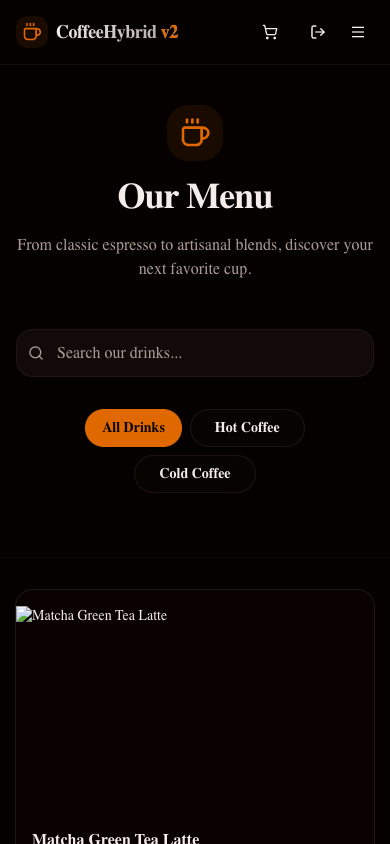 CoffeeHybrid v2
Our Menu
From classic espresso to artisanal blends, discover your
next favorite cup.
Search our drinks...
All Drinks
Hot Coffee
Cold Coffee
Matcha Green Tea Latte
Matcha Green Tea Latte